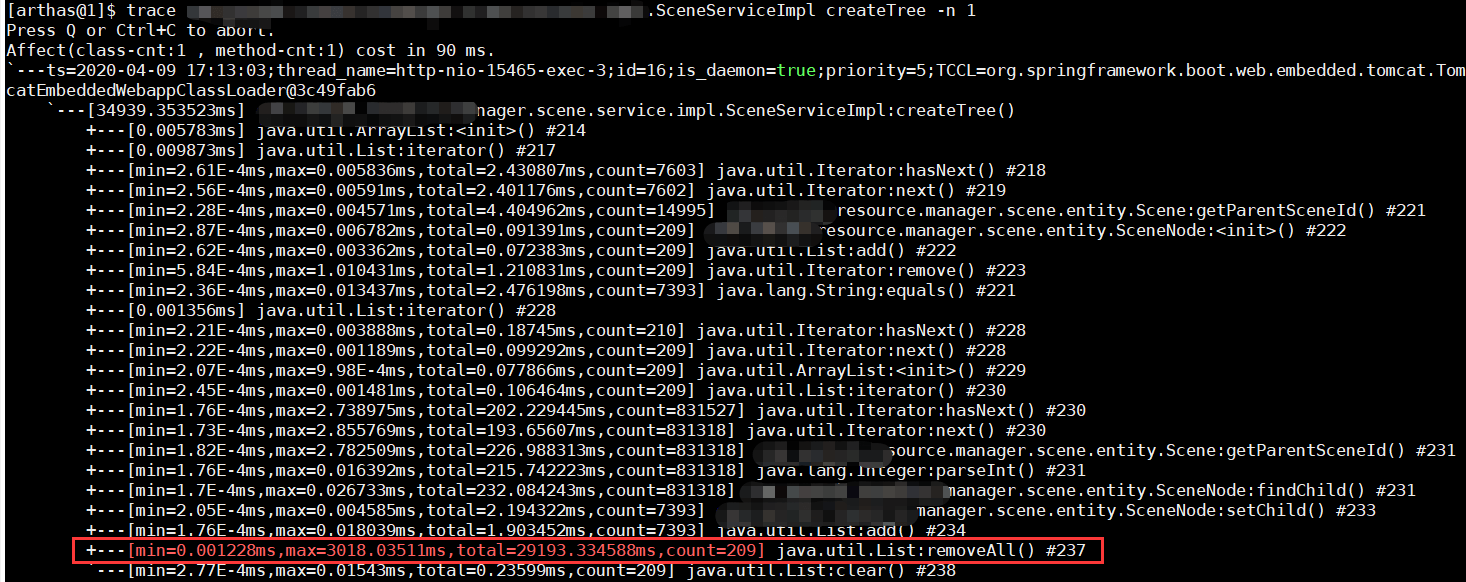 [arthas@1]$ trace .SceneServiceImpl createTree -n 1
Press Q or Ctrl+C to abort.
Affect(class-cnt:1 , method-cnt:1) cost in 90 ms.
`---ts=2020-04-09 17:13:03;thread_name=http-nio-15465-exec-3;id=16;is_daemon=true;priority=5;TCCL=org.springframework.boot.web.embedded.tomcat.Tom
catEmbeddedWebappClassLoader@3c49fab6
`---[34939.353523ms] nager.scene.service.impl.SceneServiceImpl:createTree()
+---[0.005783ms] java.util.ArrayList:<init>() #214
+---[0.009873ms] java.util.List:iterator() #217
+---[min=2.61E-4ms,max=0.005836ms,total=2.430807ms,count=7603] java.util.Iterator:hasNext() #218
+---[min=2.56E-4ms,max=0.00591ms,total=2.401176ms,count=7602] java.util.Iterator:next() #219
+---[min=2.28E-4ms,max=0.004571ms,total=4.404962ms,count=14995] resource.manager.scene.entity.Scene:getParentSceneId() #221
+---[min=2.87E-4ms,max=0.006782ms,total=0.091391ms,count=209] resource.manager.scene.entity.SceneNode:<init>() #222
+---[min=2.62E-4ms,max=0.003362ms,total=0.072383ms,count=209] java.util.List:add() #222
+---[min=5.84E-4ms,max=1.010431ms,total=1.210831ms,count=209] java.util.Iterator:remove() #223
+---[min=2.36E-4ms,max=0.013437ms,total=2.476198ms,count=7393] java.lang.String:equals() #221
+---[0.001356ms] java.util.List:iterator() #228
+---[min=2.21E-4ms,max=0.003888ms,total=0.18745ms,count=210] java.util.Iterator:hasNext() #228
+---[min=2.22E-4ms,max=0.001189ms,total=0.099292ms,count=209] java.util.Iterator:next() #228
+---[min=2.07E-4ms,max=9.98E-4ms,total=0.077866ms,count=209] java.util.ArrayList:<init>() #229
+---[min=2.45E-4ms,max=0.001481ms,total=0.106464ms,count=209] java.util.List:iterator() #230
+---[min=1.76E-4ms,max=2.738975ms,total=202.229445ms,count=831527] java.util.Iterator:hasNext() #230
+---[min=1.73E-4ms,max=2.855769ms,total=193.65607ms,count=831318] java.util.Iterator:next() #230
+---[min=1.82E-4ms,max=2.782509ms,total=226.988313ms,count=831318] source.manager.scene.entity.Scene:getParentSceneId() #231
+---[min=1.76E-4ms,max=0.016392ms,total=215.742223ms,count=831318] java.lang.Integer:parseInt() #231
+---[min=1.7E-4ms,max=0.026733ms,total=232.084243ms,count=831318] manager.scene.entity.SceneNode:findChild() #231
+---[min=2.05E-4ms,max=0.004585ms,total=2.194322ms,count=7393] manager.scene.entity.SceneNode:setChild() #233
+---[min=1.76E-4ms,max=0.018039ms,total=1.903452ms,count=7393] java.util.List:add() #234
+---[min=0.001228ms,max=3018.03511ms,total=29193.334588ms,count=209] java.util.List:removeAll() #237
`---[min=2.77E-4ms,max=0.01543ms,total=0.23599ms,count=209] java.util.List:clear() #238